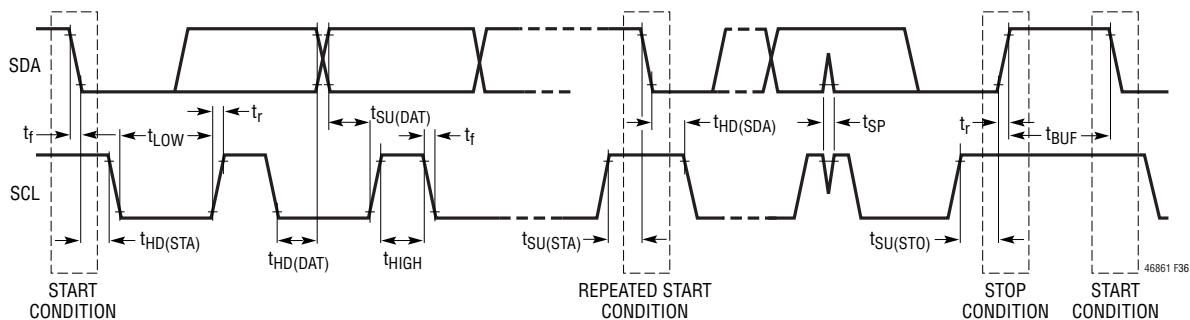 SDA
t_f
t_LOW
t_r
t_SU(DAT)
t_f
t_HD(SDA)
t_SP
t_r
t_BUF
SCL
t_HD(STA)
t_HD(DAT)
t_HIGH
t_SU(STA)
t_SU(STO)
46861 F36
START
CONDITION
REPEATED START
CONDITION
STOP
CONDITION
START
CONDITION